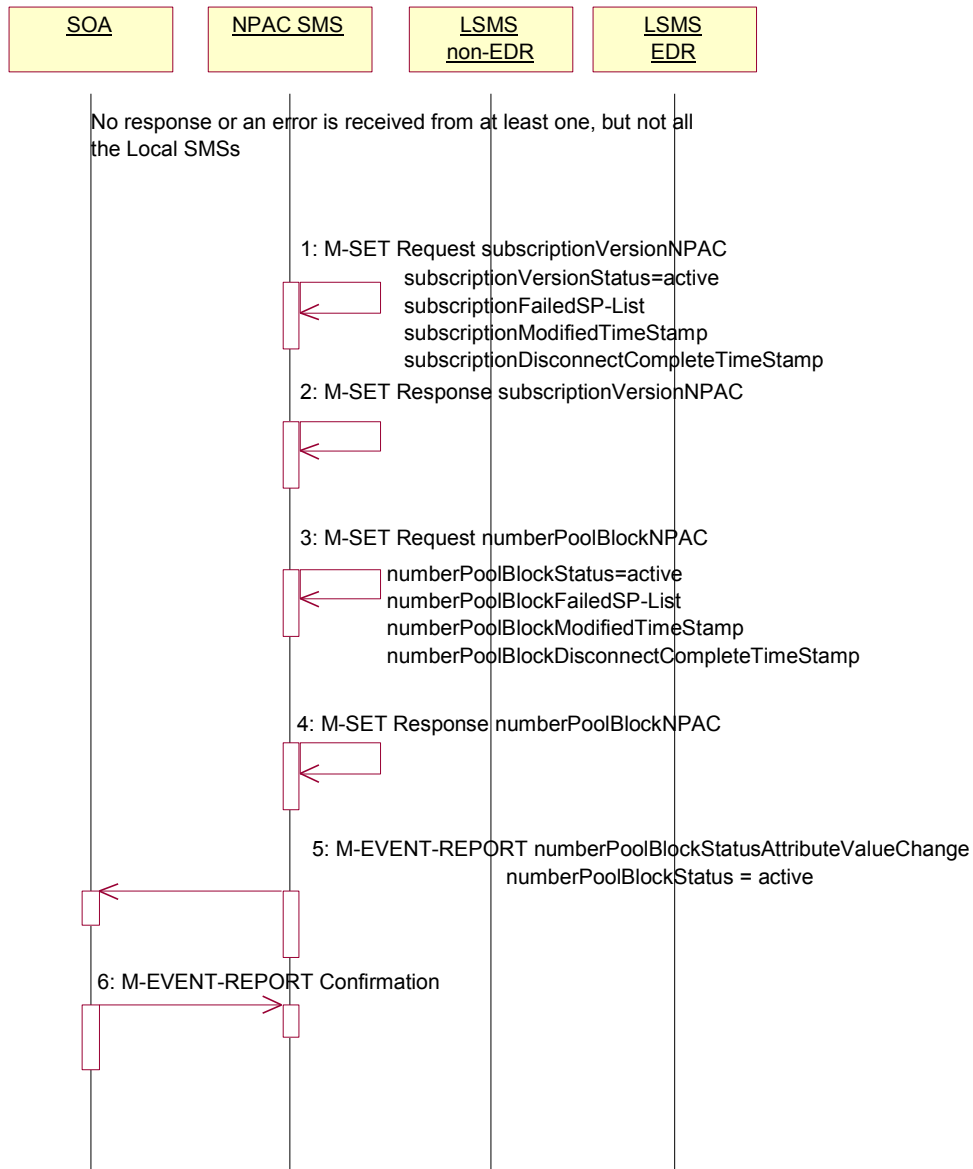 SOA
NPAC SMS
LSMS
non-EDR
LSMS
EDR
No response or an error is received from at least one, but not all
the Local SMSs
1: M-SET Request subscriptionVersionNPAC
subscriptionVersionStatus=active
subscriptionFailedSP-List
subscriptionModifiedTimeStamp
subscriptionDisconnectCompleteTimeStamp
2: M-SET Response subscriptionVersionNPAC
3: M-SET Request numberPoolBlockNPAC
numberPoolBlockStatus=active
numberPoolBlockFailedSP-List
numberPoolBlockModifiedTimeStamp
numberPoolBlockDisconnectCompleteTimeStamp
4: M-SET Response numberPoolBlockNPAC
5: M-EVENT-REPORT numberPoolBlockStatusAttributeValueChange
numberPoolBlockStatus = active
6: M-EVENT-REPORT Confirmation